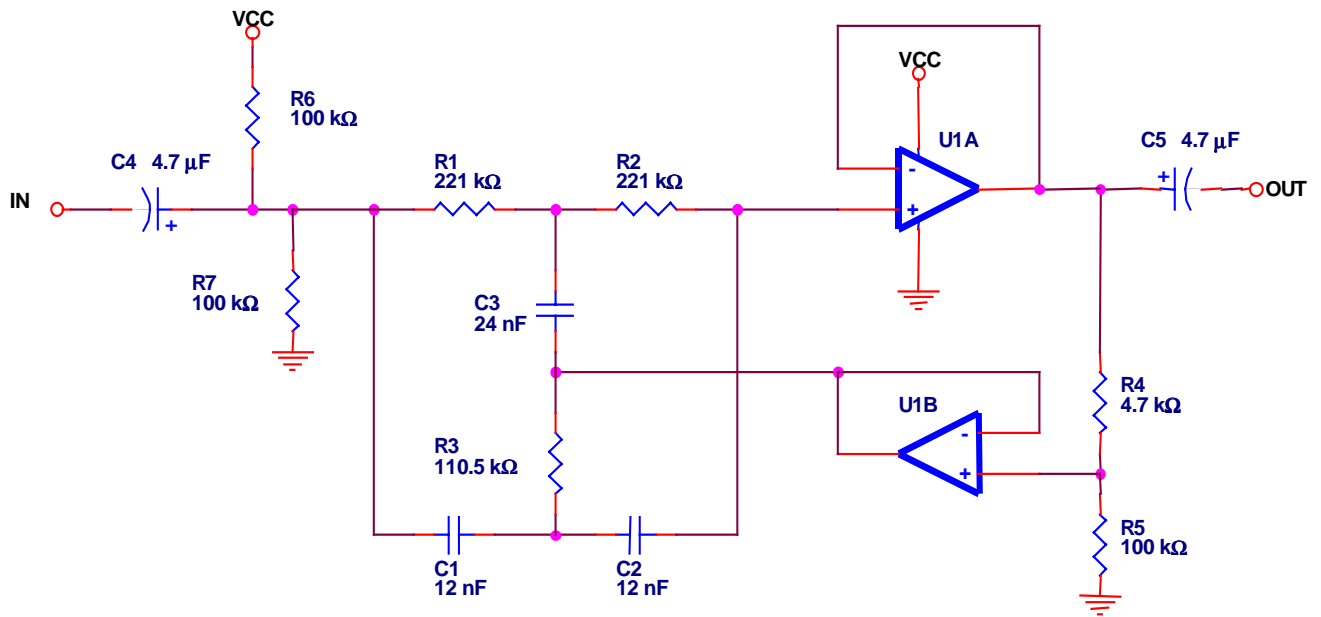 VCC
R6
100 kΩ
VCC
U1A
C5 4.7 µF
C4 4.7 µF
R1
221 kΩ
R2
221 kΩ
-
+
+
OUT
IN
+
R7
100 kΩ
C3
24 nF
R4
4.7 kΩ
U1B
-
+
R3
110.5 kΩ
R5
100 kΩ
C1
12 nF
C2
12 nF